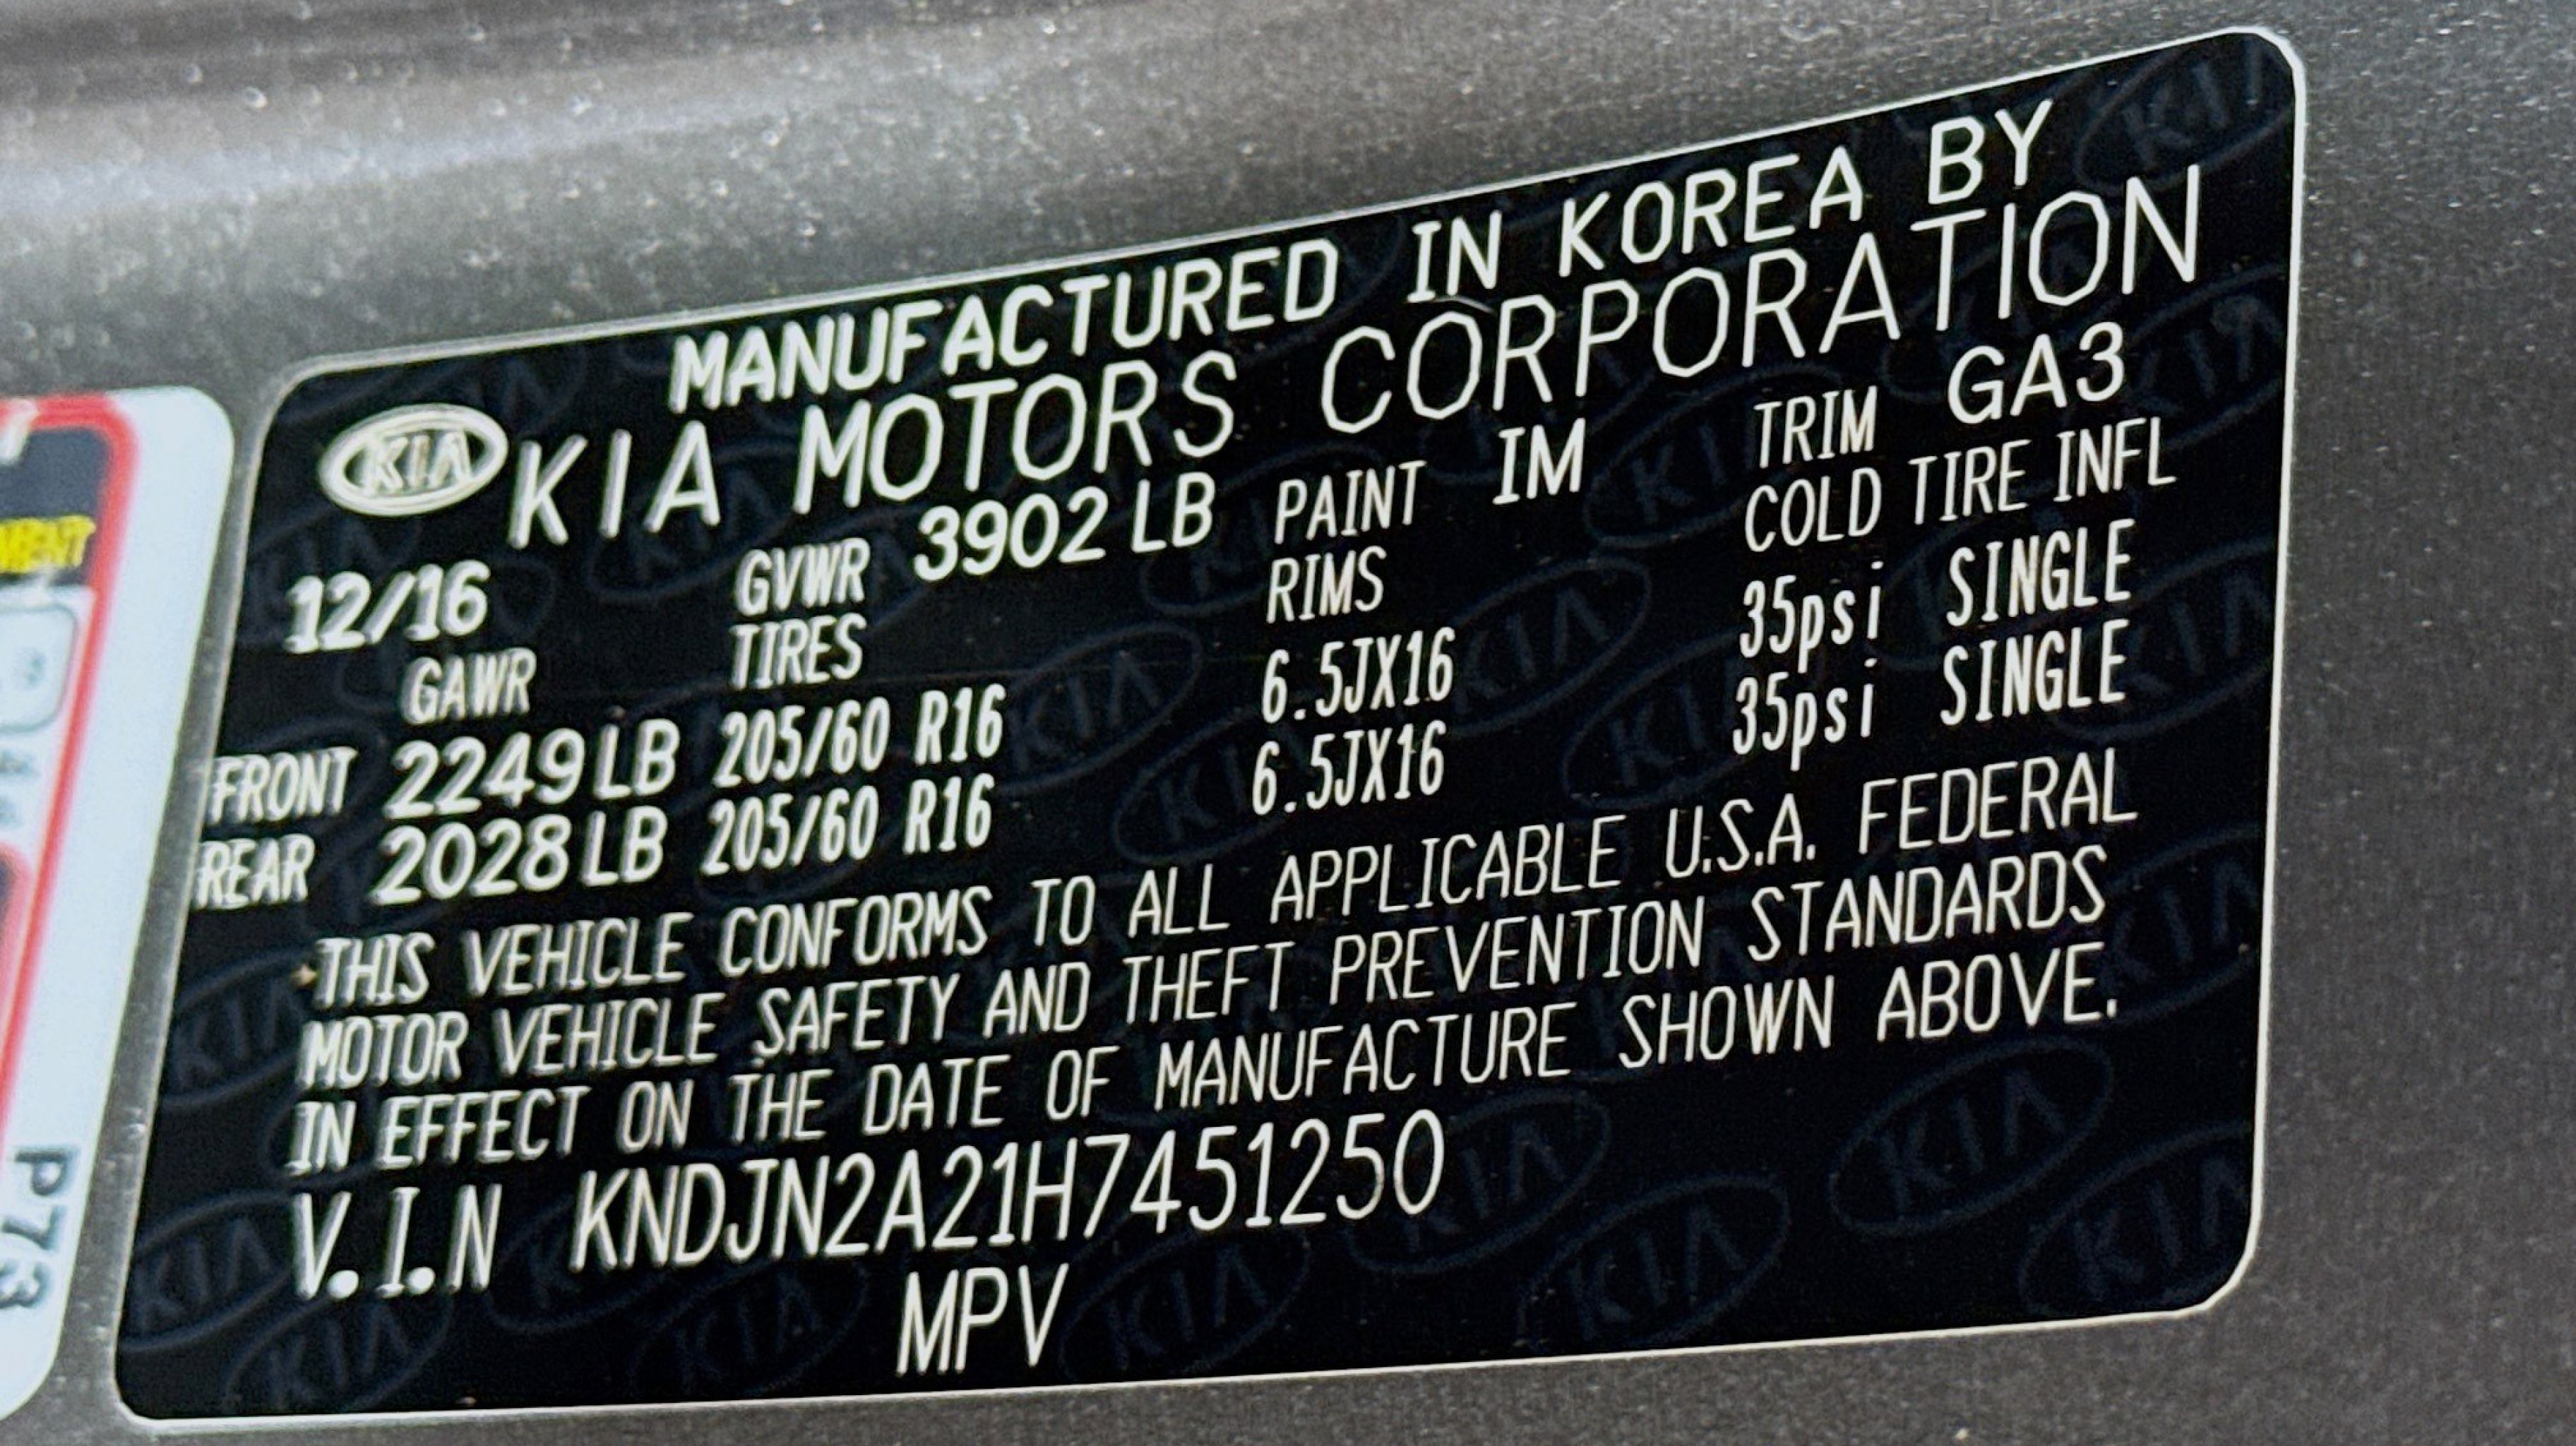 MANUFACTURED IN KOREA BY
KIA KIA MOTORS CORPORATION
12/16 GVWR 3902 LB PAINT IM TRIM GA3
GAWR TIRES RIMS COLD TIRE INFL
FRONT 2249 LB 205/60 R16 6.5JX16 35psi SINGLE
REAR 2028 LB 205/60 R16 6.5JX16 35psi SINGLE
THIS VEHICLE CONFORMS TO ALL APPLICABLE U.S.A. FEDERAL
MOTOR VEHICLE SAFETY AND THEFT PREVENTION STANDARDS
IN EFFECT ON THE DATE OF MANUFACTURE SHOWN ABOVE.
V.I.N KNDJN2A21H7451250
MPV
P73